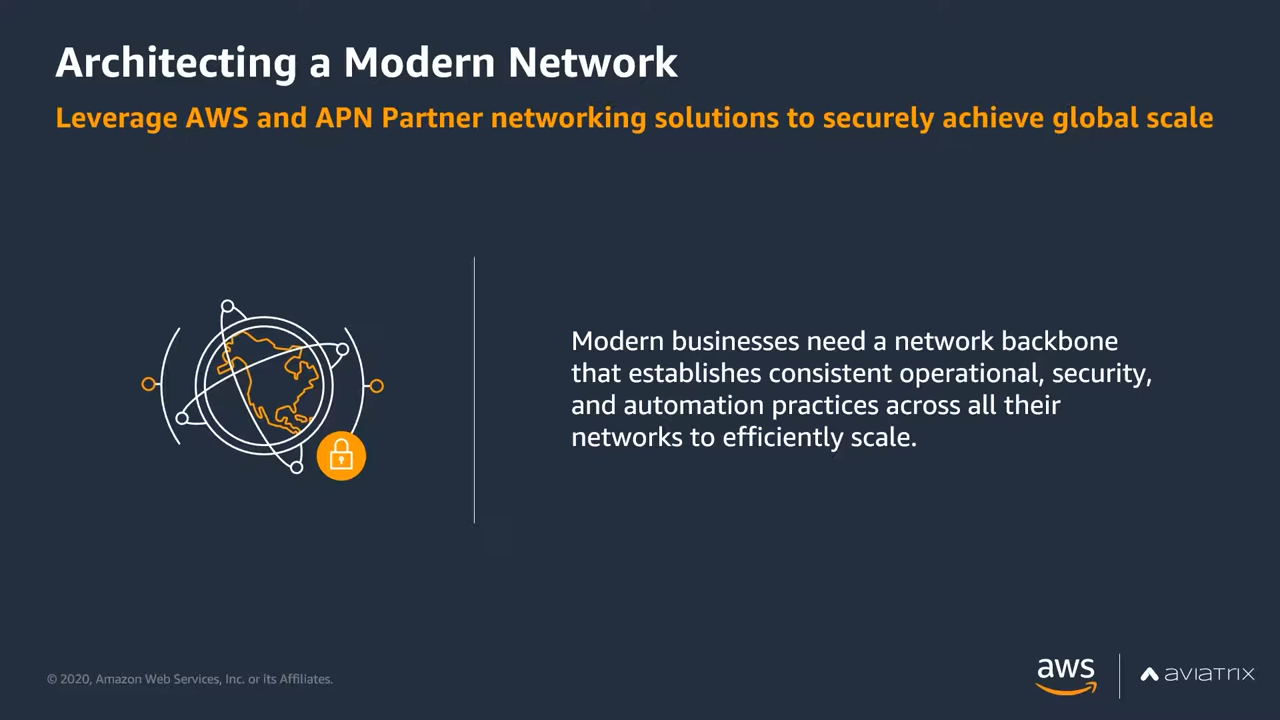 Architecting a Modern Network
Leverage AWS and APN Partner networking solutions to securely achieve global scale
Modern businesses need a network backbone
that establishes consistent operational, security,
and automation practices across all their
networks to efficiently scale.
© 2020, Amazon Web Services, Inc. or its Affiliates.
aws
aviatrix